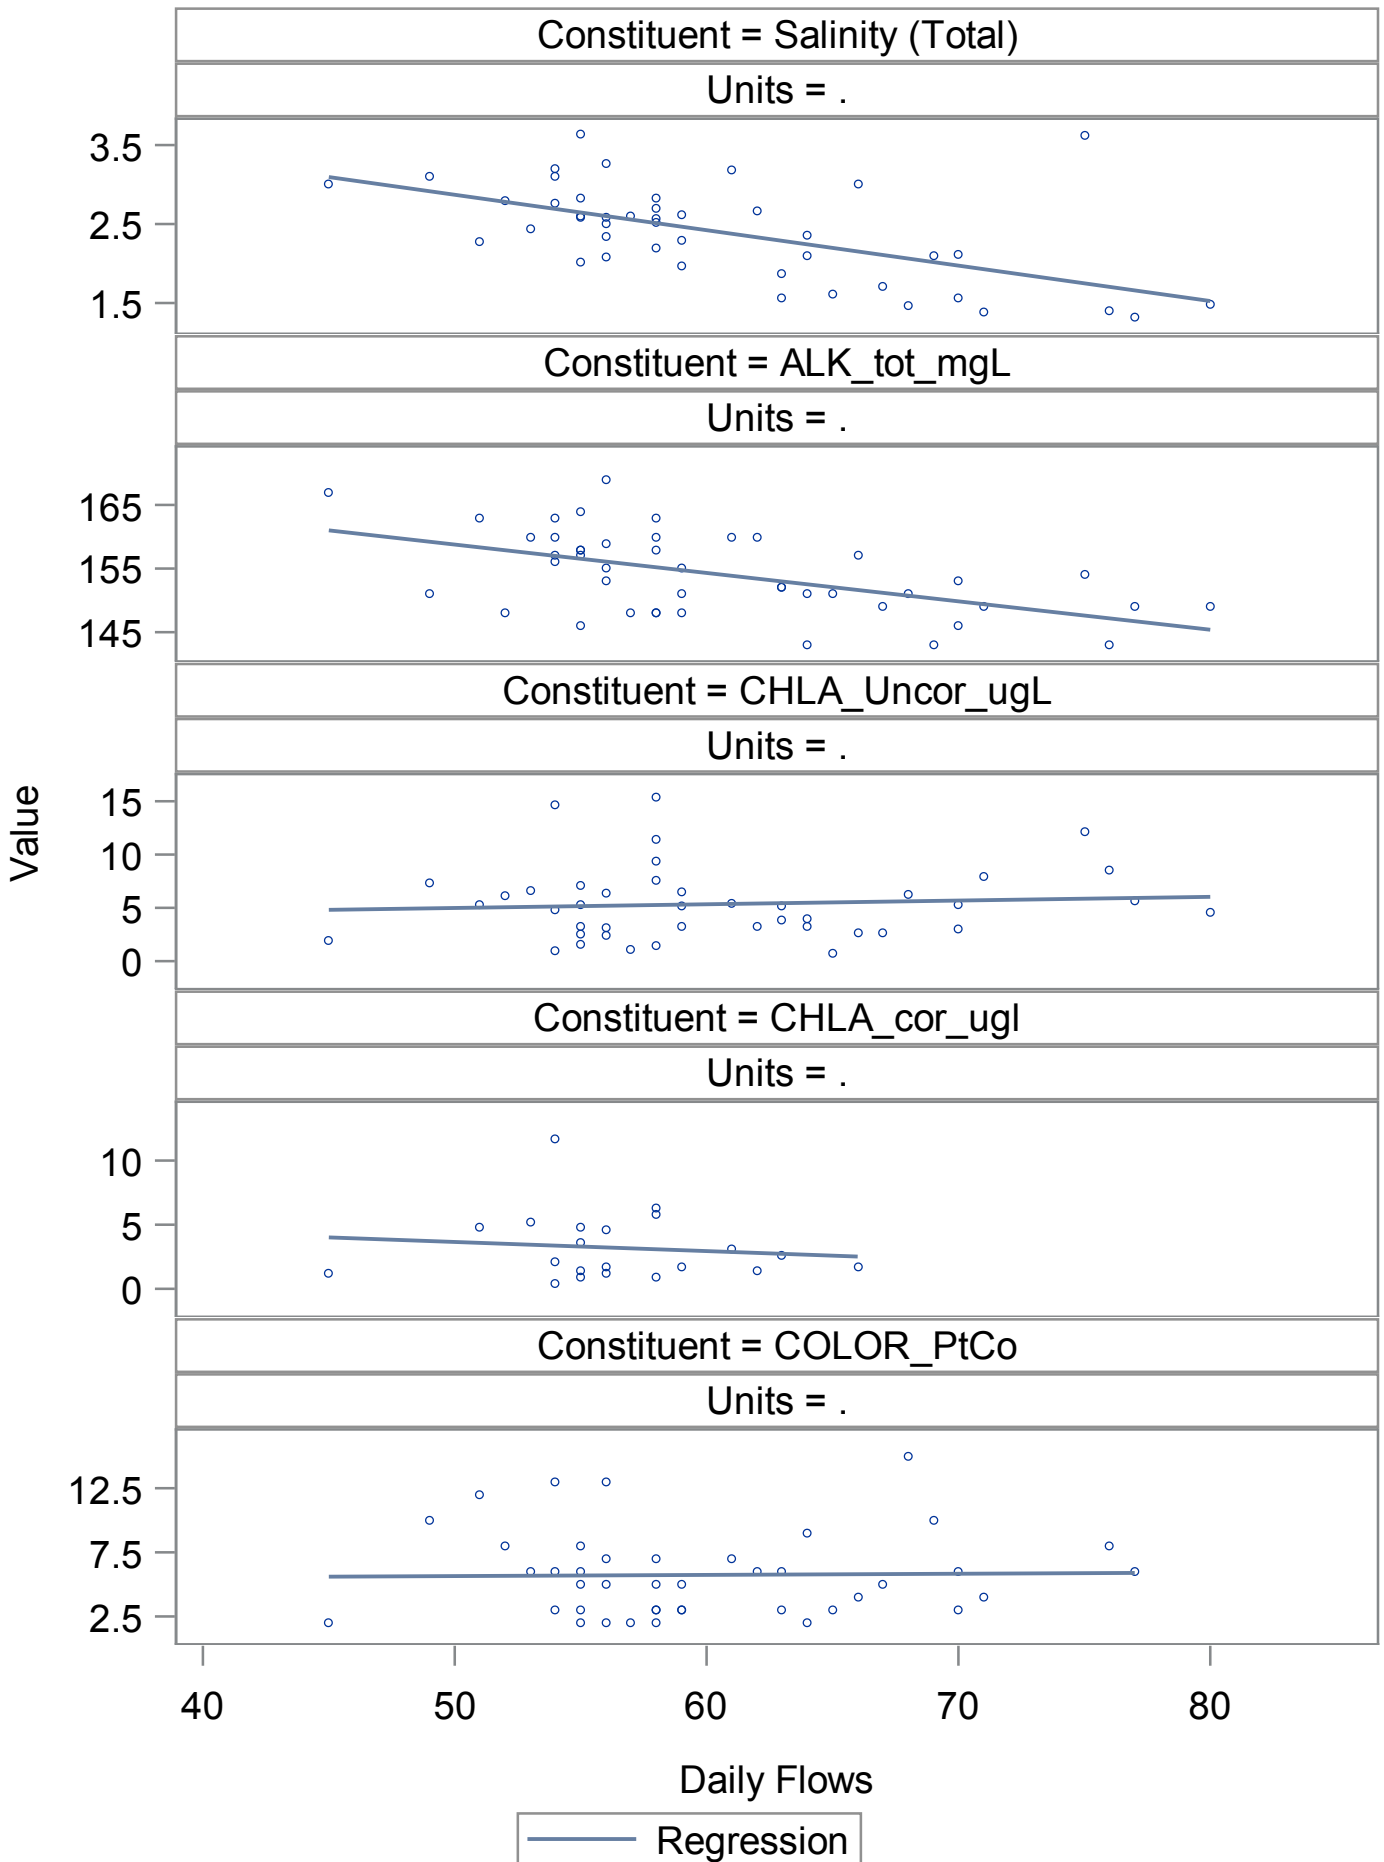 Constituent = Salinity (Total)
Units = .
3.5
2.5
1.5
Constituent = ALK_tot_mgL
Units = .
165
155
145
Constituent = CHLA_Uncor_ugL
Units = .
Value
15
10
5
0
Constituent = CHLA_cor_ugl
Units = .
10
5
0
Constituent = COLOR_PtCo
Units = .
12.5
7.5
2.5
40 50 60 70 80
Daily Flows
Regression